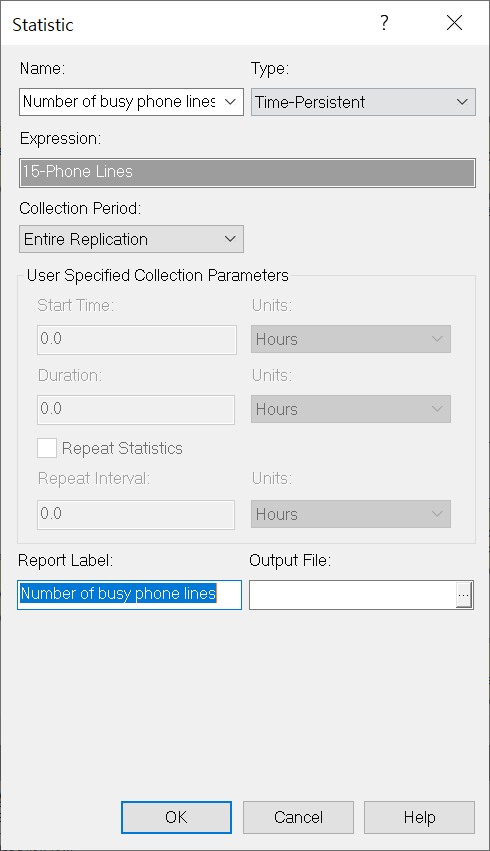 Statistic ?
Name: Type:
Number of busy phone lines Time-Persistent
Expression:
15-Phone Lines
Collection Period:
Entire Replication
User Specified Collection Parameters
Start Time: Units:
0.0 Hours
Duration: Units:
0.0 Hours
Repeat Statistics
Repeat Interval: Units:
0.0 Hours
Report Label: Output File:
Number of busy phone lines ...
OK Cancel Help